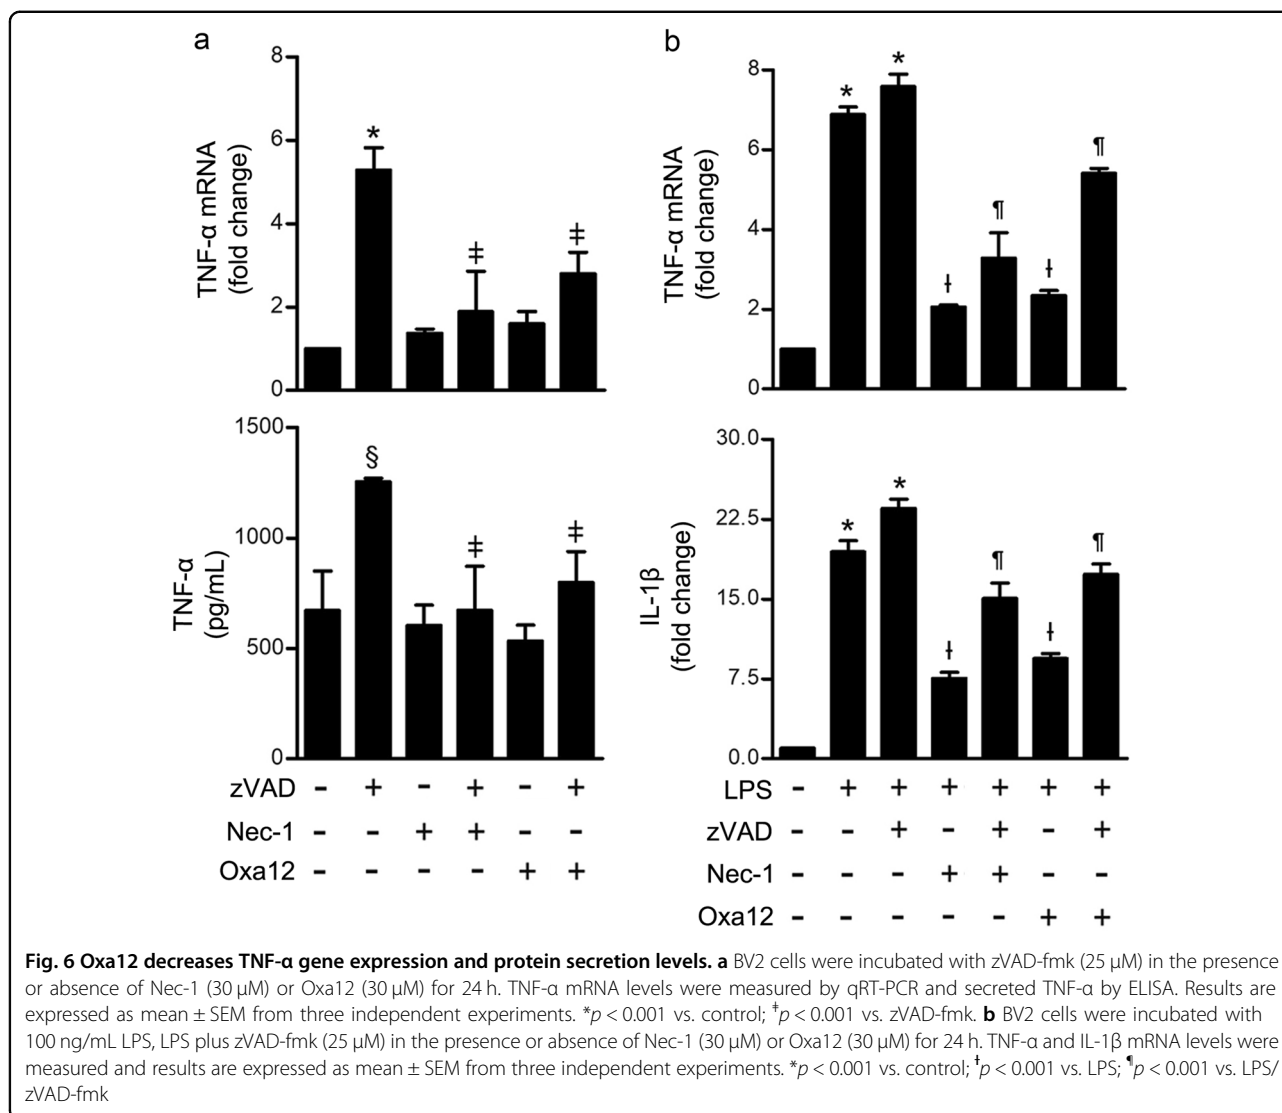 a
8
6
4
2
0
TNF-α mRNA
(fold change)
*
‡
‡
1500
1000
500
0
TNF-α
(pg/mL)
§
‡
‡
zVAD - + - + - +
Nec-1 - - + + - -
Oxa12 - - - - + +
b
8
6
4
2
0
TNF-α mRNA
(fold change)
*
*
ƚ
¶
ƚ
¶
30.0
22.5
15.0
7.5
0.0
IL-1β
(fold change)
*
*
ƚ
¶
ƚ
¶
LPS - + + + + + +
zVAD - - + - + - +
Nec-1 - - - + + - -
Oxa12 - - - - - + +
Fig. 6 Oxa12 decreases TNF-α gene expression and protein secretion levels. a BV2 cells were incubated with zVAD-fmk (25 μM) in the presence
or absence of Nec-1 (30 μM) or Oxa12 (30 μM) for 24 h. TNF-α mRNA levels were measured by qRT-PCR and secreted TNF-α by ELISA. Results are
expressed as mean ± SEM from three independent experiments. *p < 0.001 vs. control; ‡p < 0.001 vs. zVAD-fmk. b BV2 cells were incubated with
100 ng/mL LPS, LPS plus zVAD-fmk (25 μM) in the presence or absence of Nec-1 (30 μM) or Oxa12 (30 μM) for 24 h. TNF-α and IL-1β mRNA levels were
measured and results are expressed as mean ± SEM from three independent experiments. *p < 0.001 vs. control; ƚp < 0.001 vs. LPS; ¶p < 0.001 vs. LPS/
zVAD-fmk